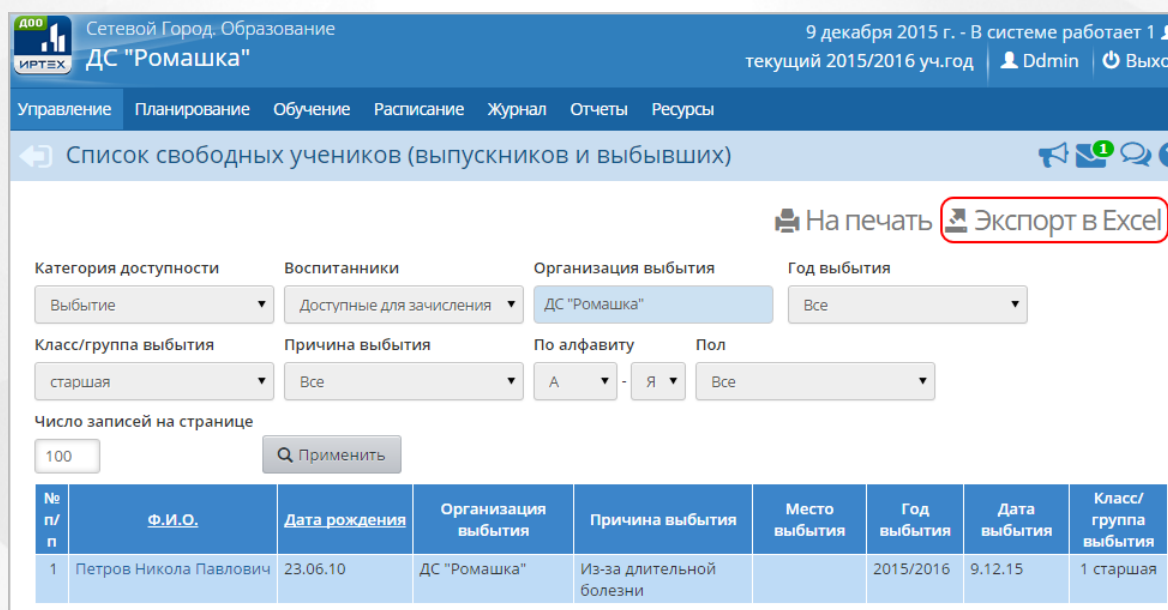 ДОО
ИРТЕХ
Сетевой Город. Образование
ДС "Ромашка"
9 декабря 2015 г. - В системе работает 1
текущий 2015/2016 уч.год Ddmin Выхо
Управление Планирование Обучение Расписание Журнал Отчеты Ресурсы
Список свободных учеников (выпускников и выбывших) 1
На печать Экспорт в Excel
Категория доступности Воспитанники Организация выбытия Год выбытия
Выбытие Доступные для зачисления ДС "Ромашка" Все
Класс/группа выбытия Причина выбытия По алфавиту Пол
старшая Все А - Я Все
Число записей на странице
100 Применить
№ п/п Ф.И.О. Дата рождения Организация выбытия Причина выбытия Место выбытия Год выбытия Дата выбытия Класс/группа выбытия
1 Петров Никола Павлович 23.06.10 ДС "Ромашка" Из-за длительной болезни 2015/2016 9.12.15 1 старшая